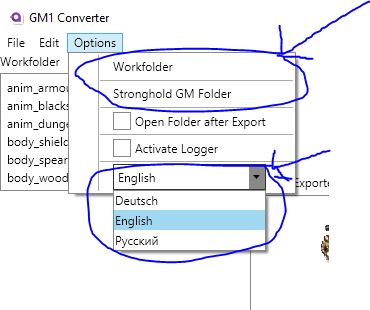 GM1 Converter
File Edit Options
Workfolder
anim_armou
anim_blacks
anim_dunge
body_shield
body_spear
body_wood
Workfolder
Stronghold GM Folder
Open Folder after Export
Activate Logger
English
Deutsch
English
Русский
Exporte